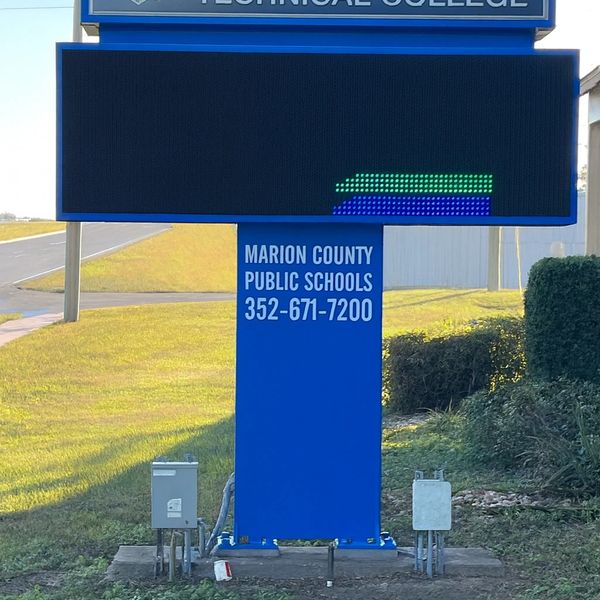 TECHNICAL COLLEGE
MARION COUNTY
PUBLIC SCHOOLS
352-671-7200